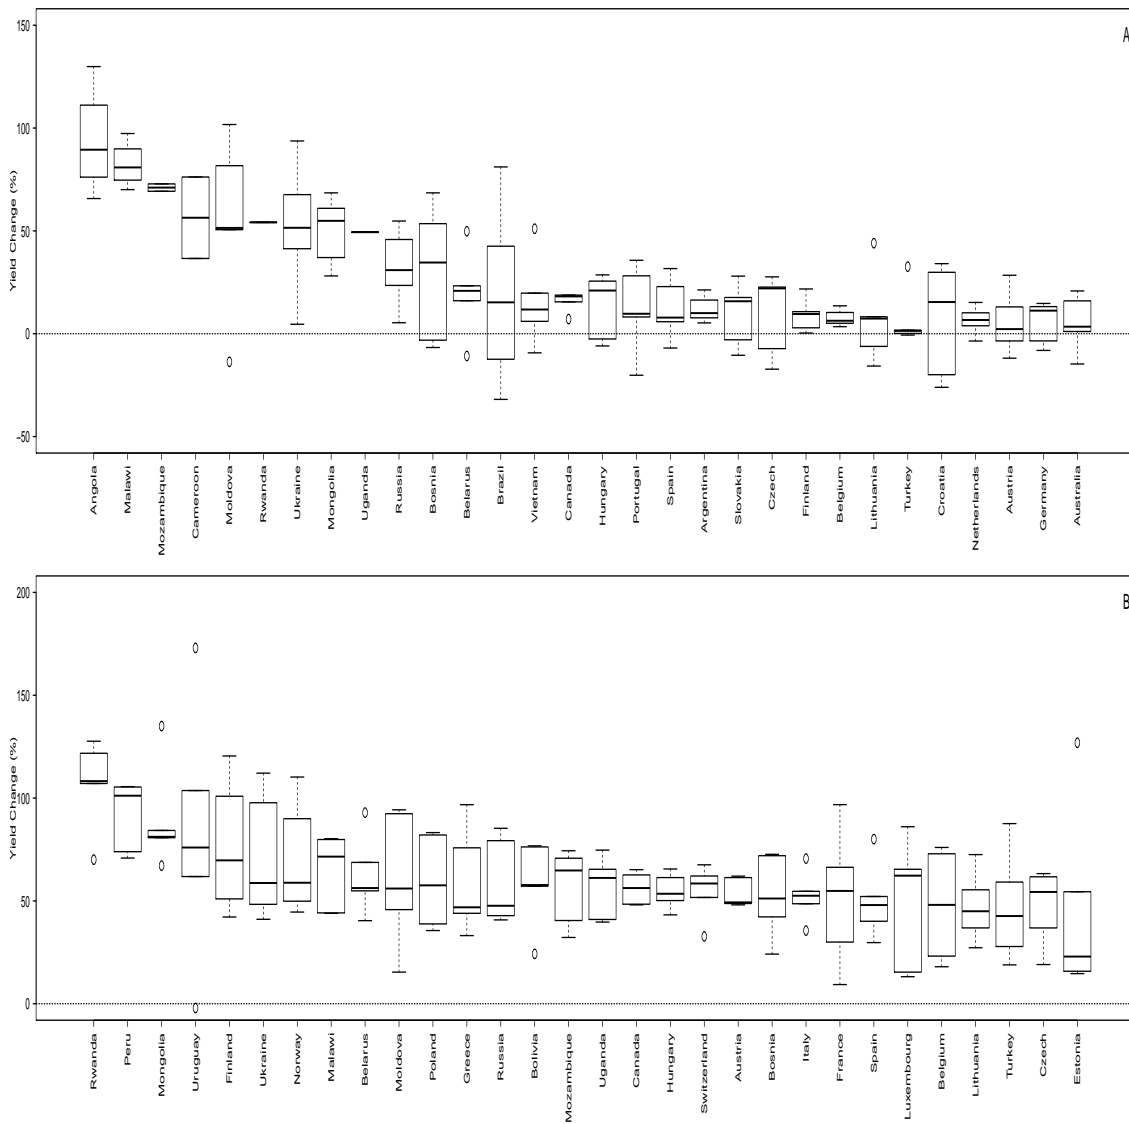 A
Yield Change (%)
150
100
50
0
−50
Angola
Malawi
Mozambique
Cameroon
Moldova
Rwanda
Ukraine
Mongolia
Uganda
Russia
Bosnia
Belarus
Brazil
Vietnam
Canada
Hungary
Portugal
Spain
Argentina
Slovakia
Czech
Finland
Belgium
Lithuania
Turkey
Croatia
Netherlands
Austria
Germany
Australia
B
Yield Change (%)
200
150
100
50
0
Rwanda
Peru
Mongolia
Uruguay
Finland
Ukraine
Norway
Malawi
Belarus
Moldova
Poland
Greece
Russia
Bolivia
Mozambique
Uganda
Canada
Hungary
Switzerland
Austria
Bosnia
Italy
France
Spain
Luxembourg
Belgium
Lithuania
Turkey
Czech
Estonia